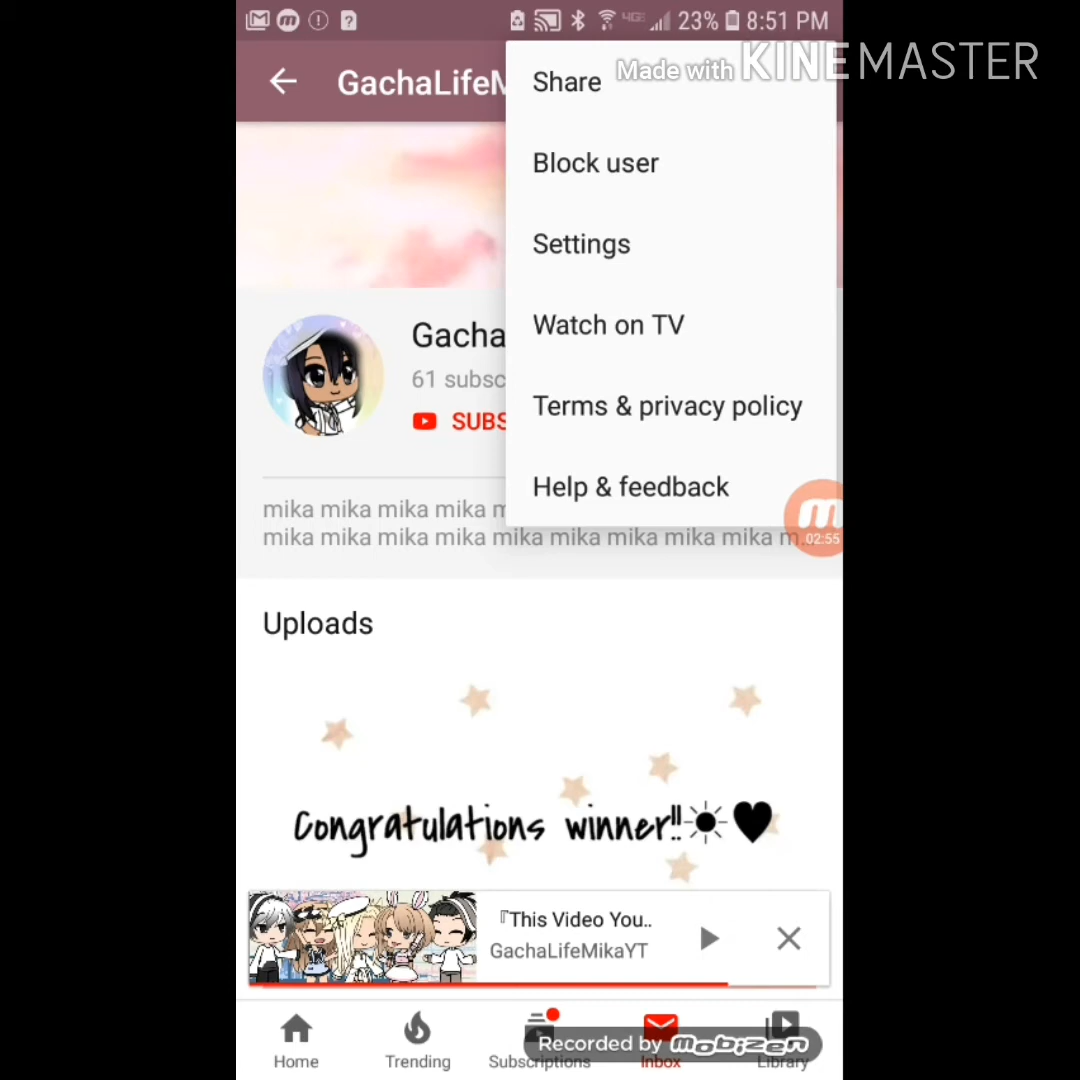 23% 8:51 PM
Made with KINEMASTER
GachaLifeM
Share
Block user
Settings
Watch on TV
Terms & privacy policy
Help & feedback
Gacha
61 subsc
SUBS
mika mika mika mika m
mika mika mika mika mika mika mika mika mika m...
02:55
Uploads
Congratulations winner!!☀♥
『This Video You..
GachaLifeMikaYT
Home
Trending
Subscriptions
Inbox
Library
Recorded by mobizen